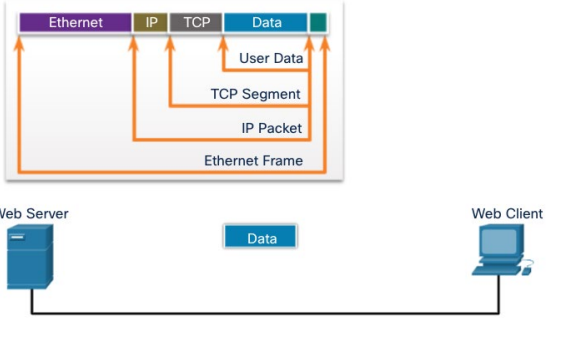 Ethernet IP TCP Data
User Data
TCP Segment
IP Packet
Ethernet Frame
Web Server
Web Client
Data